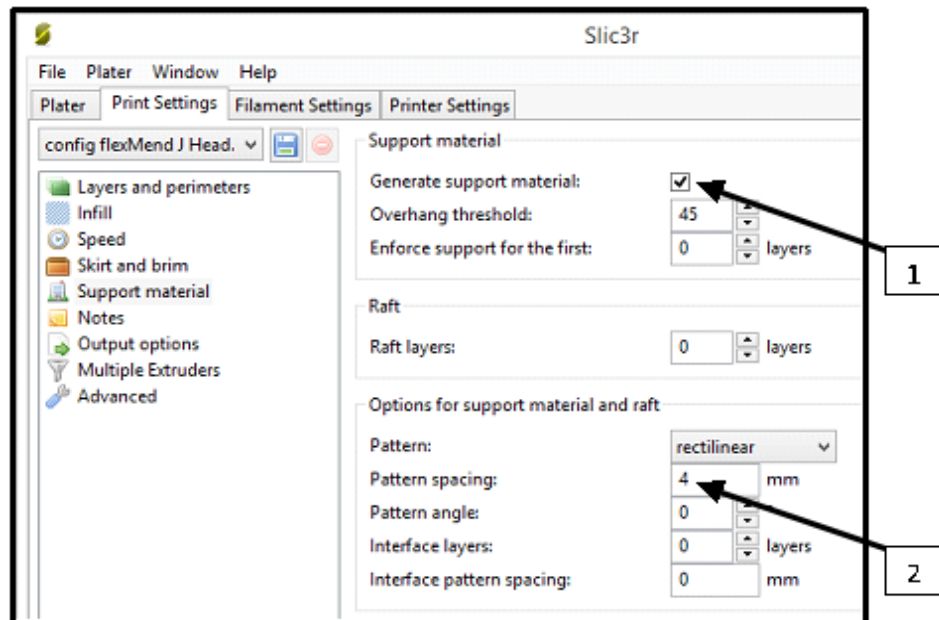 Slic3r
File Plater Window Help
Plater Print Settings Filament Settings Printer Settings
config flexMend J Head.
Layers and perimeters
Infill
Speed
Skirt and brim
Support material
Notes
Output options
Multiple Extruders
Advanced
Support material
Generate support material:
Overhang threshold: 45
Enforce support for the first: 0 layers
Raft
Raft layers: 0 layers
Options for support material and raft
Pattern: rectilinear
Pattern spacing: 4 mm
Pattern angle: 0
Interface layers: 0 layers
Interface pattern spacing: 0 mm
1
2